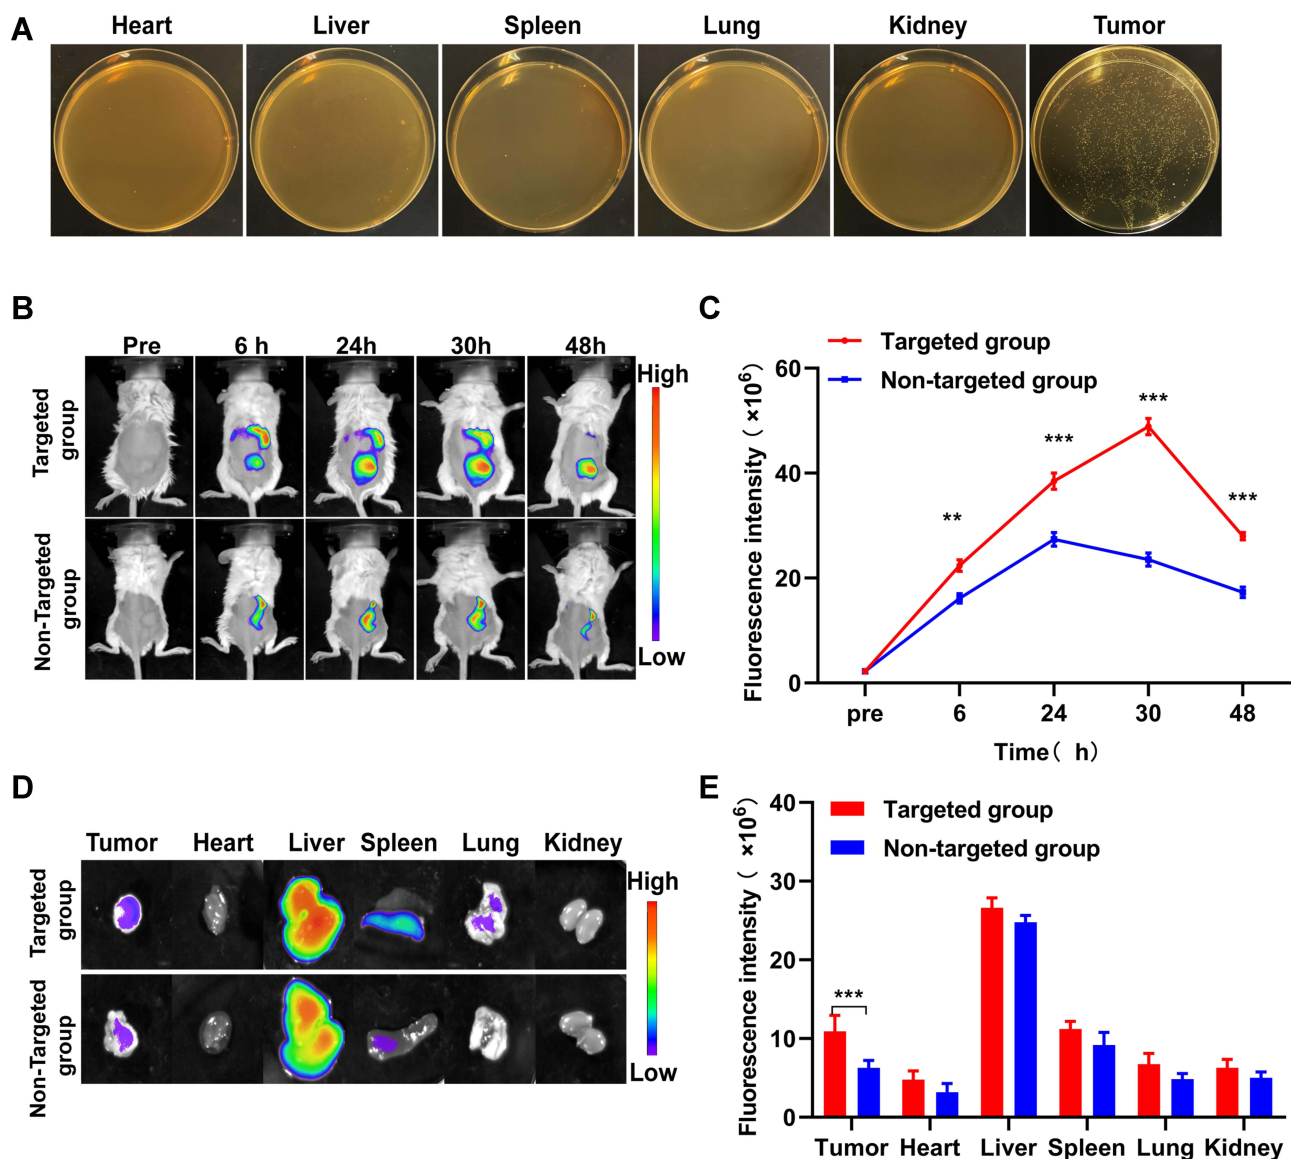 A
Heart Liver Spleen Lung Kidney Tumor
B
Pre 6 h 24h 30h 48h
Targeted group
Non-Targeted group
High
Low
C
Targeted group
Non-targeted group
Fluorescence intensity（ ×10⁶）
60
40
20
0
** *** *** ***
pre 6 24 30 48
Time（ h）
D
Tumor Heart Liver Spleen Lung Kidney
Targeted group
Non-Targeted group
High
Low
E
Targeted group
Non-targeted group
Fluorescence intensity（ ×10⁶）
40
30
20
10
0
***
Tumor Heart Liver Spleen Lung Kidney